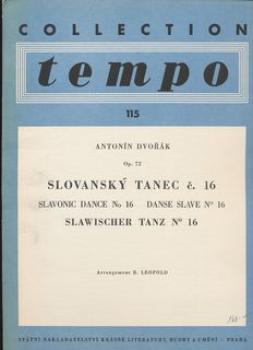 COLLECTION
tempo
115
ANTONÍN DVOŘÁK
Op. 72
SLOVANSKÝ TANEC č. 16
SLAVONIC DANCE No 16 DANSE SLAVE Nº 16
SLAWISCHER TANZ Nº 16
Arrangement B. LEOPOLD
STÁTNÍ NAKLADATELSTVÍ KRÁSNÉ LITERATURY, HUDBY A UMĚNÍ - PRAHA